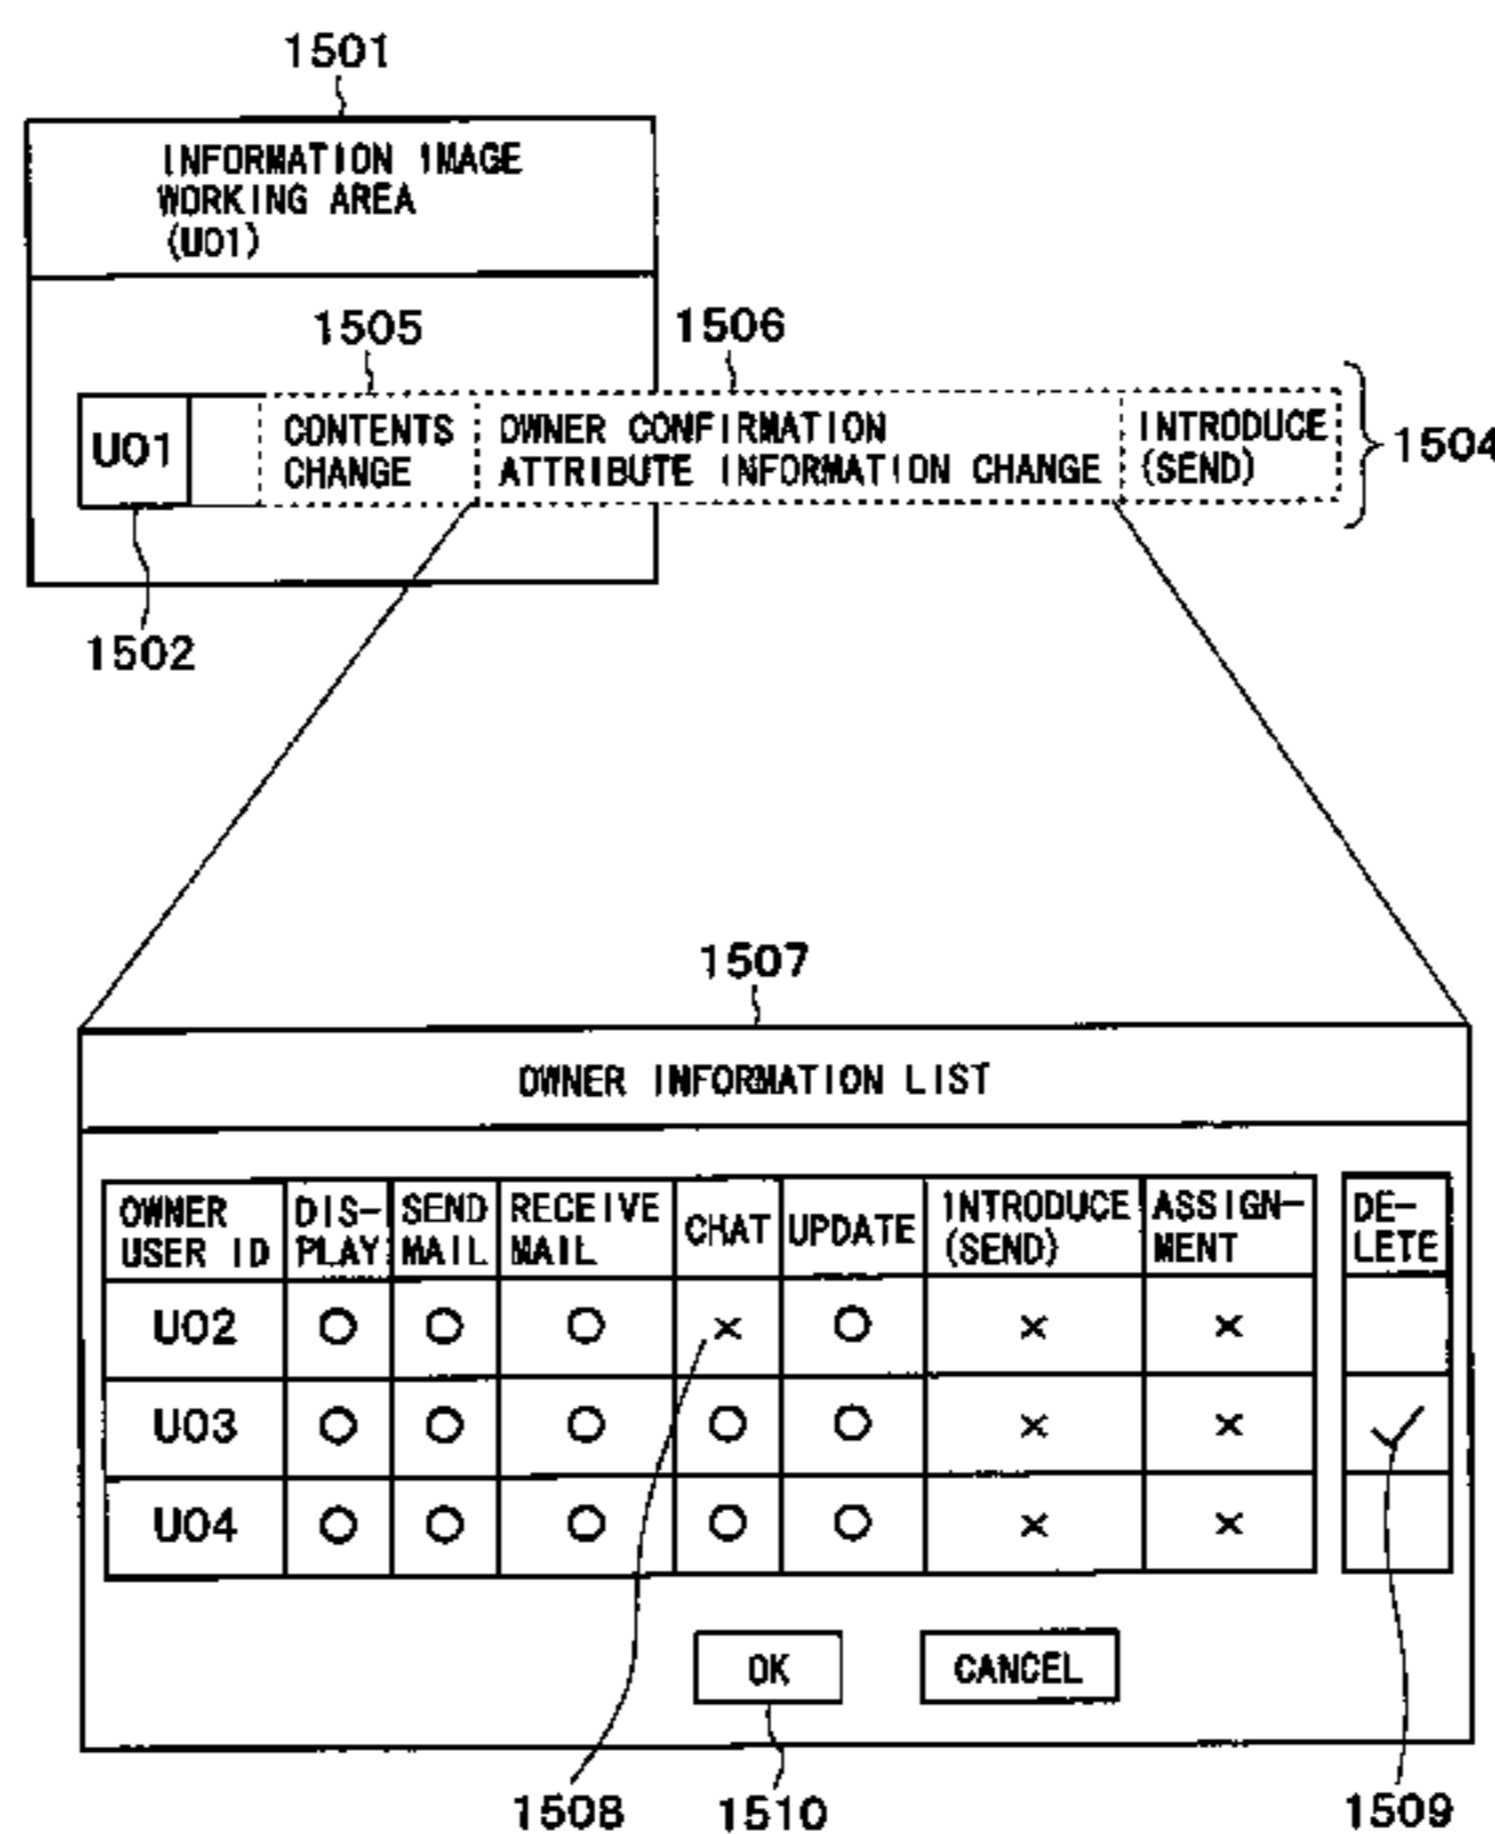 1501
INFORMATION IMAGE
WORKING AREA
(U01)
1505
1506
U01
CONTENTS
CHANGE
OWNER CONFIRMATION
ATTRIBUTE INFORMATION CHANGE
INTRODUCE
(SEND)
1504
1502
1507
OWNER INFORMATION LIST
OWNER
USER ID
DIS-
PLAY
SEND
MAIL
RECEIVE
MAIL
CHAT
UPDATE
INTRODUCE
(SEND)
ASSIGN-
MENT
DE-
LETE
U02 ○ ○ ○ × ○ × ×
U03 ○ ○ ○ ○ ○ × × ✓
U04 ○ ○ ○ ○ ○ × ×
OK
CANCEL
1508
1510
1509